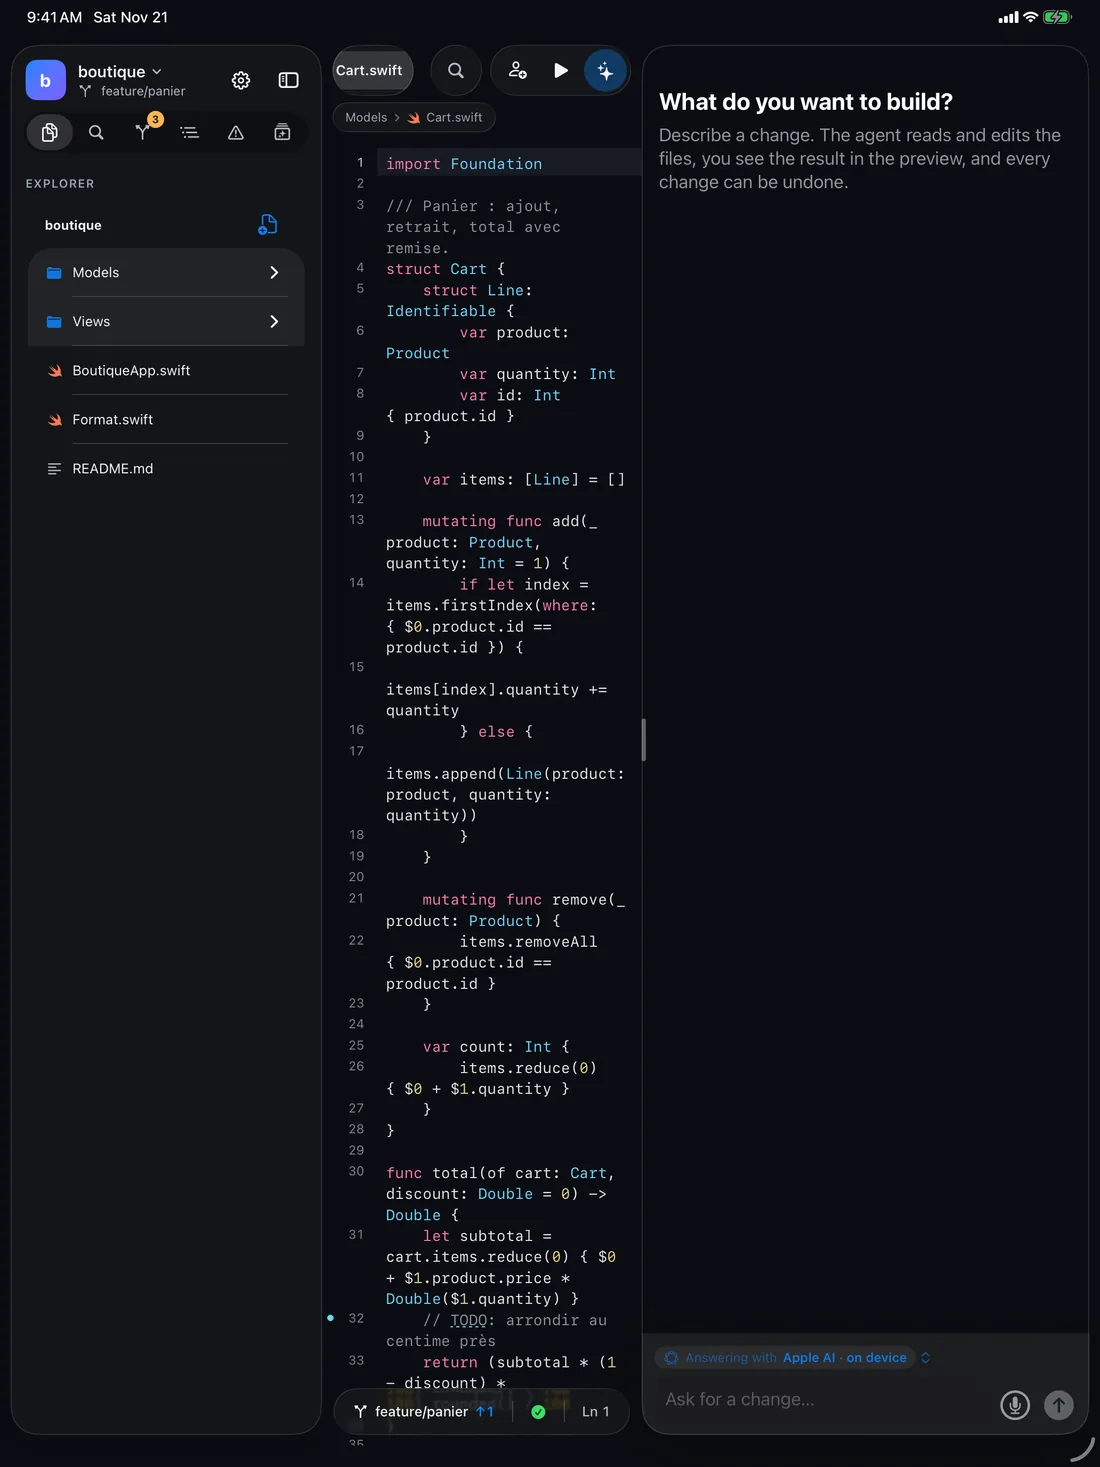 9:41 AM Sat Nov 21
b
boutique
feature/panier
3
EXPLORER
boutique
Models
Views
BoutiqueApp.swift
Format.swift
README.md
Cart.swift
Models > Cart.swift
1 import Foundation
2
3 /// Panier : ajout,
retrait, total avec
remise.
4 struct Cart {
5     struct Line:
Identifiable {
6         var product:
Product
7         var quantity: Int
8         var id: Int
{ product.id }
9     }
10
11     var items: [Line] = []
12
13     mutating func add(_
product: Product,
quantity: Int = 1) {
14         if let index =
items.firstIndex(where:
{ $0.product.id ==
product.id }) {
15
items[index].quantity +=
quantity
16         } else {
17
items.append(Line(product:
product, quantity:
quantity))
18         }
19     }
20
21     mutating func remove(_
product: Product) {
22         items.removeAll
{ $0.product.id ==
product.id }
23     }
24
25     var count: Int {
26         items.reduce(0)
{ $0 + $1.quantity }
27     }
28 }
29
30 func total(of cart: Cart,
discount: Double = 0) ->
Double {
31     let subtotal =
cart.items.reduce(0) { $0
+ $1.product.price *
Double($1.quantity) }
32     // TODO: arrondir au
centime près
33     return (subtotal * (1
- discount) *
35
feature/panier ↑1
Ln 1
What do you want to build?
Describe a change. The agent reads and edits the
files, you see the result in the preview, and every
change can be undone.
Answering with Apple AI · on device
Ask for a change...